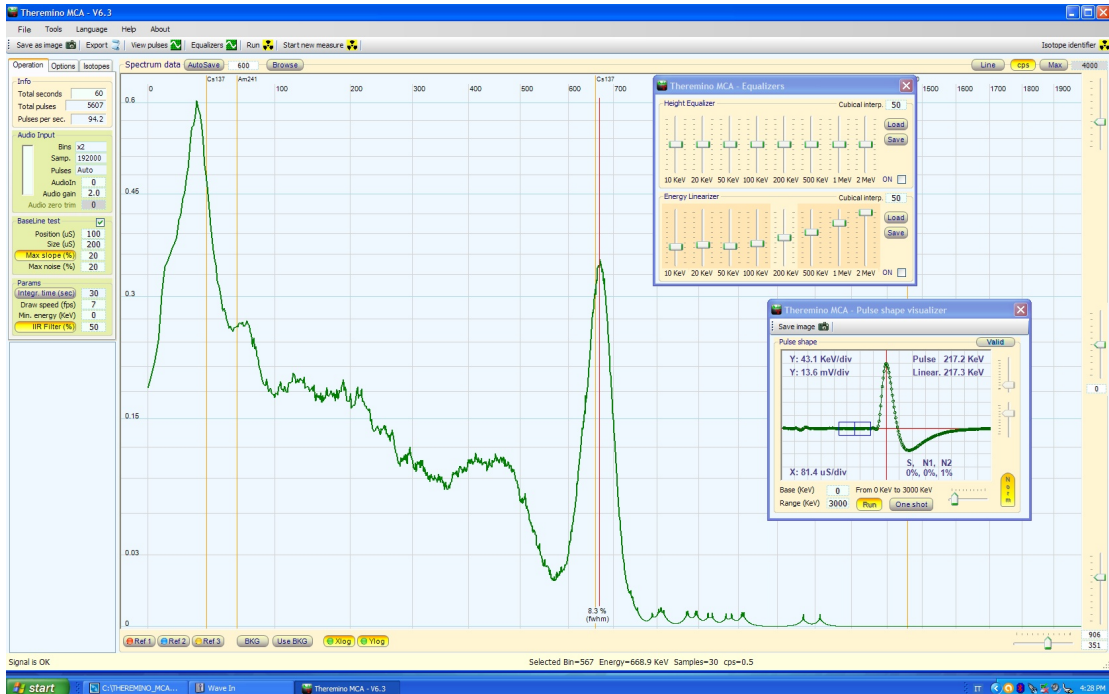 Theremino MCA - V6.3
File Tools Language Help About
Save as image Export View pulses Equalizers Run Start new measure Isotope identifier
Operation Options Isotopes
Spectrum data AutoSave 600 Browse Line cps Max 4000
Info
Total seconds 60
Total pulses 5607
Pulses per sec. 94.2
Audio Input
Bins x2
Samp. 192000
Pulses Auto
AudioIn 0
Audio gain 2.0
Audio zero trim 0
BaseLine test
Position (uS) 100
Size (uS) 200
Max slope (%) 20
Max noise (%) 20
Params
Integr. time (sec) 30
Draw speed (fps) 7
Min. energy (KeV) 0
IIR Filter (%) 50
Cs137 Am241 Cs137
0 100 200 300 400 500 600 700 1500 1600 1700 1800 1900
0.6
0.45
0.3
0.15
0.03
0
8.3 %
(fwhm)
Theremino MCA - Equalizers
Height Equalizer Cubical interp. 50
Load
Save
10 KeV 20 KeV 50 KeV 100 KeV 200 KeV 500 KeV 1 MeV 2 MeV ON
Energy Linearizer Cubical interp. 50
Load
Save
10 KeV 20 KeV 50 KeV 100 KeV 200 KeV 500 KeV 1 MeV 2 MeV ON
Theremino MCA - Pulse shape visualizer
Save image
Pulse shape Valid
Y: 43.1 KeV/div Pulse 217.2 KeV
Y: 13.6 mV/div Linear. 217.3 KeV
S, N1, N2
X: 81.4 uS/div 0%, 0%, 1%
Base (KeV) 0 From 0 KeV to 3000 KeV
Range (KeV) 3000 Run One shot
Norm
0
Ref 1 Ref 2 Ref 3 BKG Use BKG Xlog Ylog
906
351
Signal is OK Selected Bin=567 Energy=668.9 KeV Samples=30 cps=0.5
start C:\THEREMINO_MCA... Wave In Theremino MCA - V6.3 IT 4:28 PM